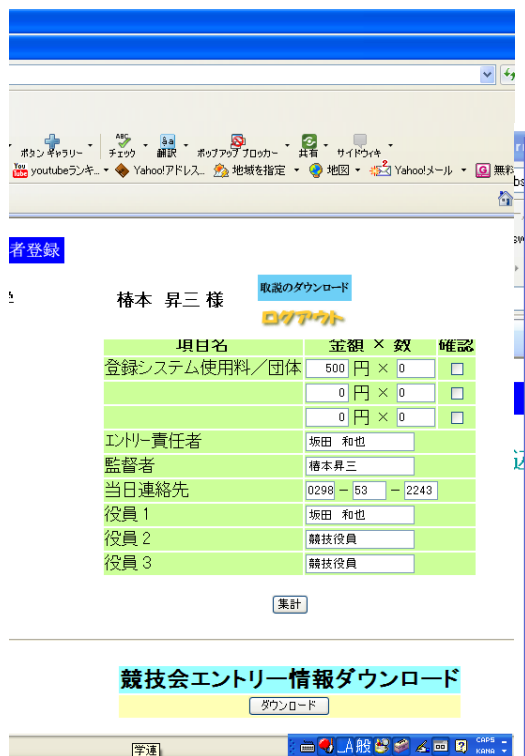 ボタン ギャラリー チェック 翻訳 ポップアップ ブロッカー 共有 サイドウィキ
youtubeランキ... Yahoo!アドレス... 地域を指定 地図 Yahoo!メール 無料
者登録
椿本 昇三 様
取説のダウンロード
ログアウト
項目名 金額 × 数 確認
登録システム使用料／団体 500 円 × 0
0 円 × 0
0 円 × 0
エントリー責任者 坂田 和也
監督者 椿本昇三
当日連絡先 0298 － 53 － 2243
役員 1 坂田 和也
役員 2 競技役員
役員 3 競技役員
集計
競技会エントリー情報ダウンロード
ダウンロード
学連
A 般 CAPS
KANA